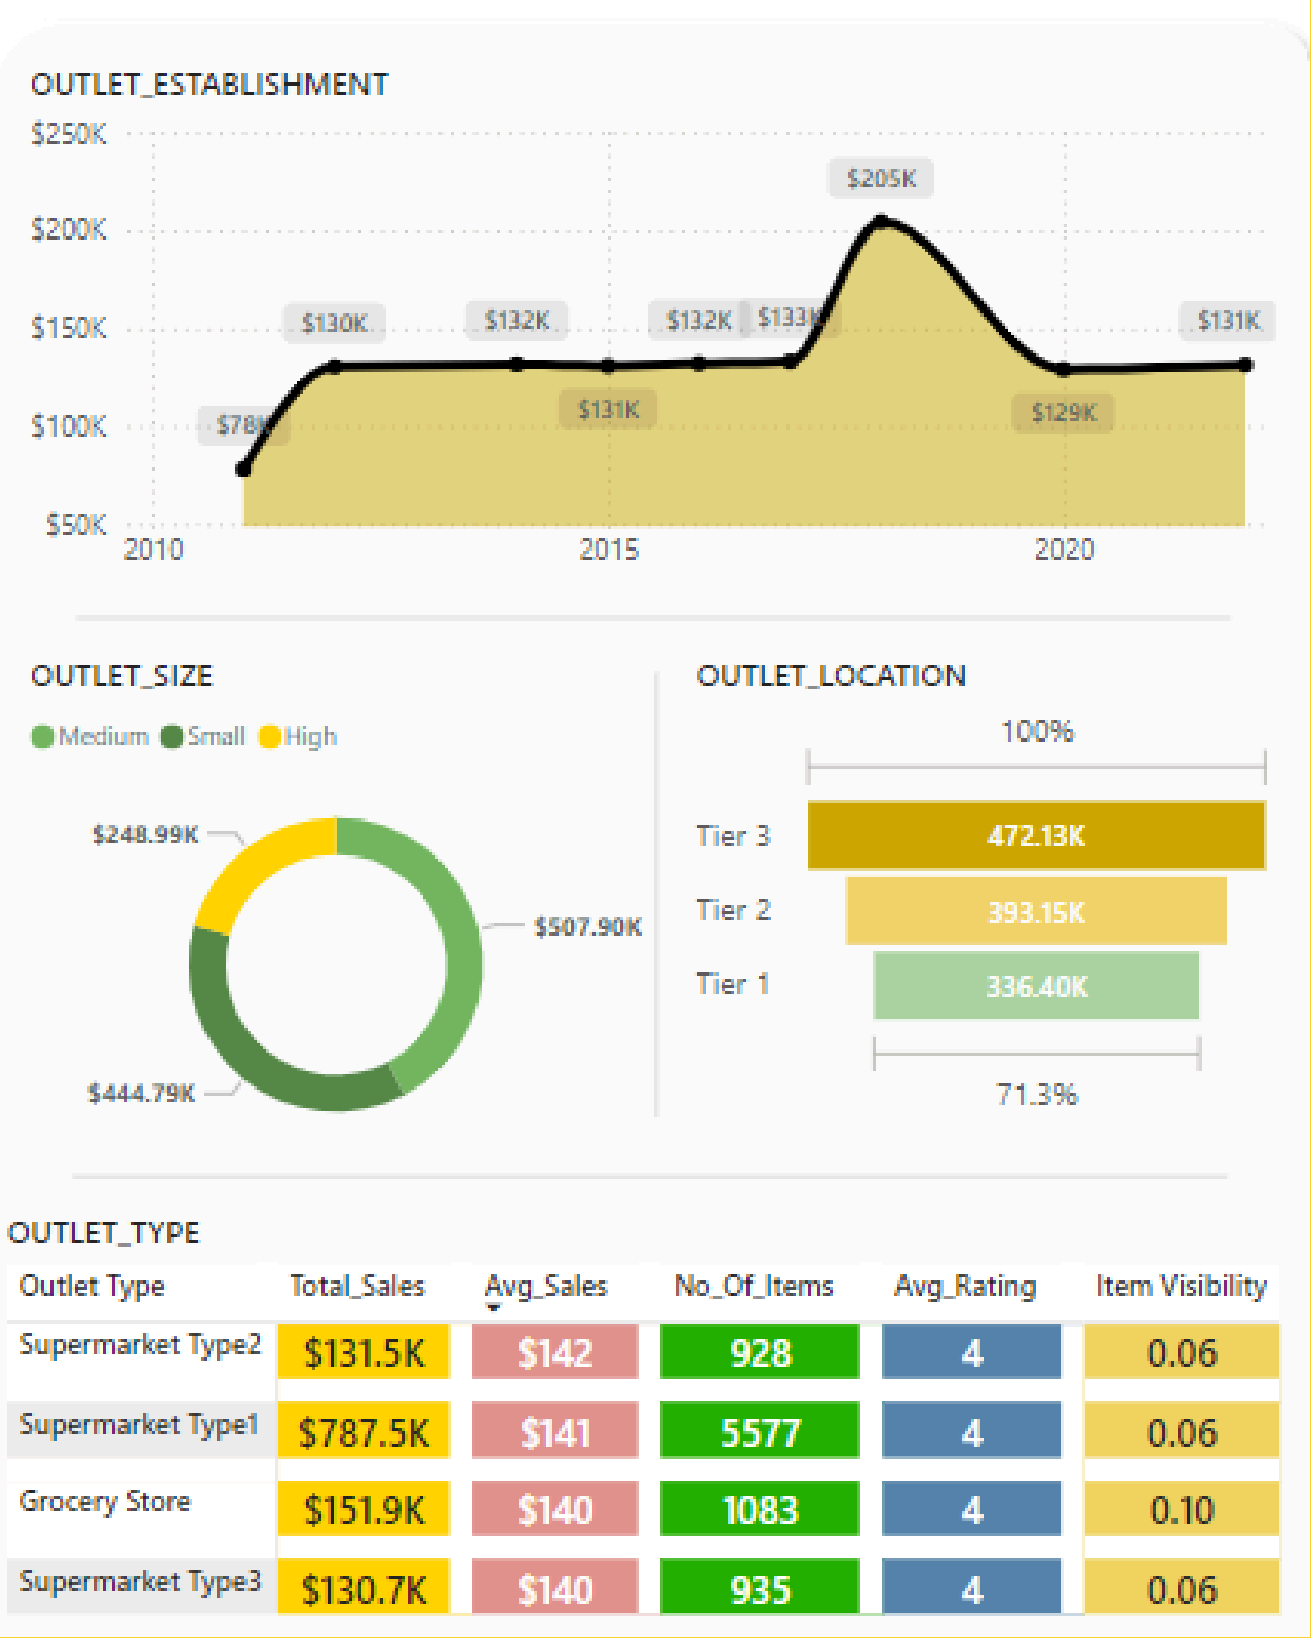 OUTLET_ESTABLISHMENT
$250K
$205K
$200K
$150K
$130K
$132K
$132K
$133K
$131K
$78K
$131K
$129K
$100K
$50K
2010 2015 2020
OUTLET_SIZE
Medium Small High
$248.99K
$507.90K
$444.79K
OUTLET_LOCATION
100%
Tier 3 472.13K
Tier 2 393.15K
Tier 1 336.40K
71.3%
OUTLET_TYPE
Outlet Type Total_Sales Avg_Sales No_Of_Items Avg_Rating Item Visibility
Supermarket Type2 $131.5K $142 928 4 0.06
Supermarket Type1 $787.5K $141 5577 4 0.06
Grocery Store $151.9K $140 1083 4 0.10
Supermarket Type3 $130.7K $140 935 4 0.06